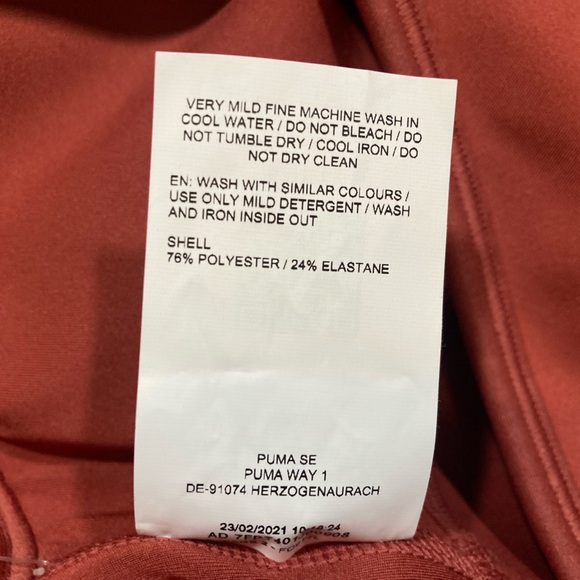 VERY MILD FINE MACHINE WASH IN
COOL WATER / DO NOT BLEACH / DO
NOT TUMBLE DRY / COOL IRON / DO
NOT DRY CLEAN
EN: WASH WITH SIMILAR COLOURS /
USE ONLY MILD DETERGENT / WASH
AND IRON INSIDE OUT
SHELL
76% POLYESTER / 24% ELASTANE
PUMA SE
PUMA WAY 1
DE-91074 HERZOGENAURACH
23/02/2021
AD